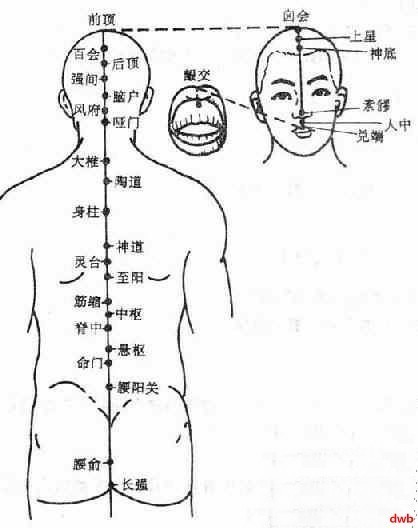 前顶
囟会
百会
上星
后顶
神底
强间
龈交
脑户
素髎
风府
人中
哑门
兑端
大椎
陶道
身柱
神道
灵台
至阳
筋缩
中枢
脊中
悬枢
命门
腰阳关
腰俞
长强
dwb